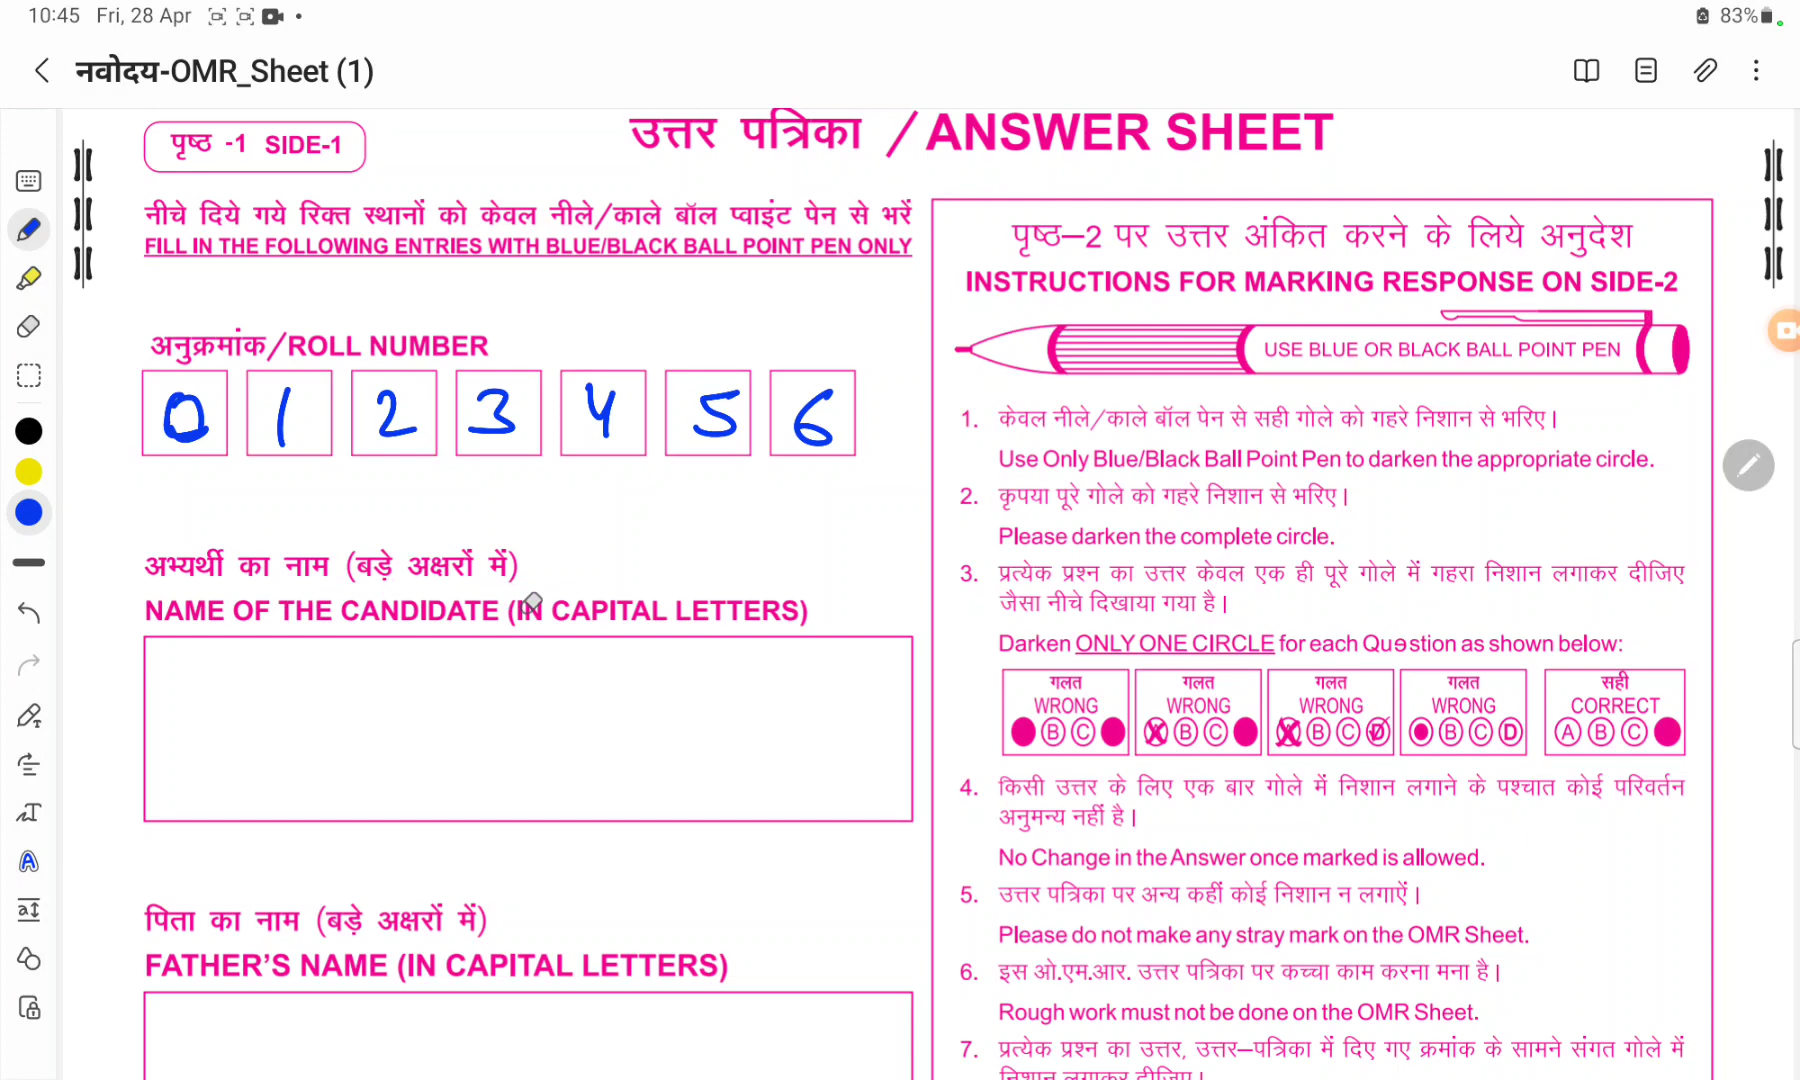 10:45 Fri, 28 Apr
83%
नवोदय-OMR_Sheet (1)
पृष्ठ -1 SIDE-1
उत्तर पत्रिका / ANSWER SHEET
नीचे दिये गये रिक्त स्थानों को केवल नीले/काले बॉल प्वाइंट पेन से भरें
FILL IN THE FOLLOWING ENTRIES WITH BLUE/BLACK BALL POINT PEN ONLY
अनुक्रमांक/ROLL NUMBER
0 1 2 3 4 5 6
अभ्यर्थी का नाम (बड़े अक्षरों में)
NAME OF THE CANDIDATE (IN CAPITAL LETTERS)
पिता का नाम (बड़े अक्षरों में)
FATHER'S NAME (IN CAPITAL LETTERS)
पृष्ठ–2 पर उत्तर अंकित करने के लिये अनुदेश
INSTRUCTIONS FOR MARKING RESPONSE ON SIDE-2
USE BLUE OR BLACK BALL POINT PEN
1. केवल नीले/काले बॉल पेन से सही गोले को गहरे निशान से भरिए।
Use Only Blue/Black Ball Point Pen to darken the appropriate circle.
2. कृपया पूरे गोले को गहरे निशान से भरिए।
Please darken the complete circle.
3. प्रत्येक प्रश्न का उत्तर केवल एक ही पूरे गोले में गहरा निशान लगाकर दीजिए
जैसा नीचे दिखाया गया है।
Darken ONLY ONE CIRCLE for each Question as shown below:
गलत गलत गलत गलत सही
WRONG WRONG WRONG WRONG CORRECT
B C A B C A B C D B C D A B C
4. किसी उत्तर के लिए एक बार गोले में निशान लगाने के पश्चात कोई परिवर्तन
अनुमन्य नहीं है।
No Change in the Answer once marked is allowed.
5. उत्तर पत्रिका पर अन्य कहीं कोई निशान न लगाऐं।
Please do not make any stray mark on the OMR Sheet.
6. इस ओ.एम.आर. उत्तर पत्रिका पर कच्चा काम करना मना है।
Rough work must not be done on the OMR Sheet.
7. प्रत्येक प्रश्न का उत्तर, उत्तर–पत्रिका में दिए गए क्रमांक के सामने संगत गोले में
निशान लगाकर दीजिए।